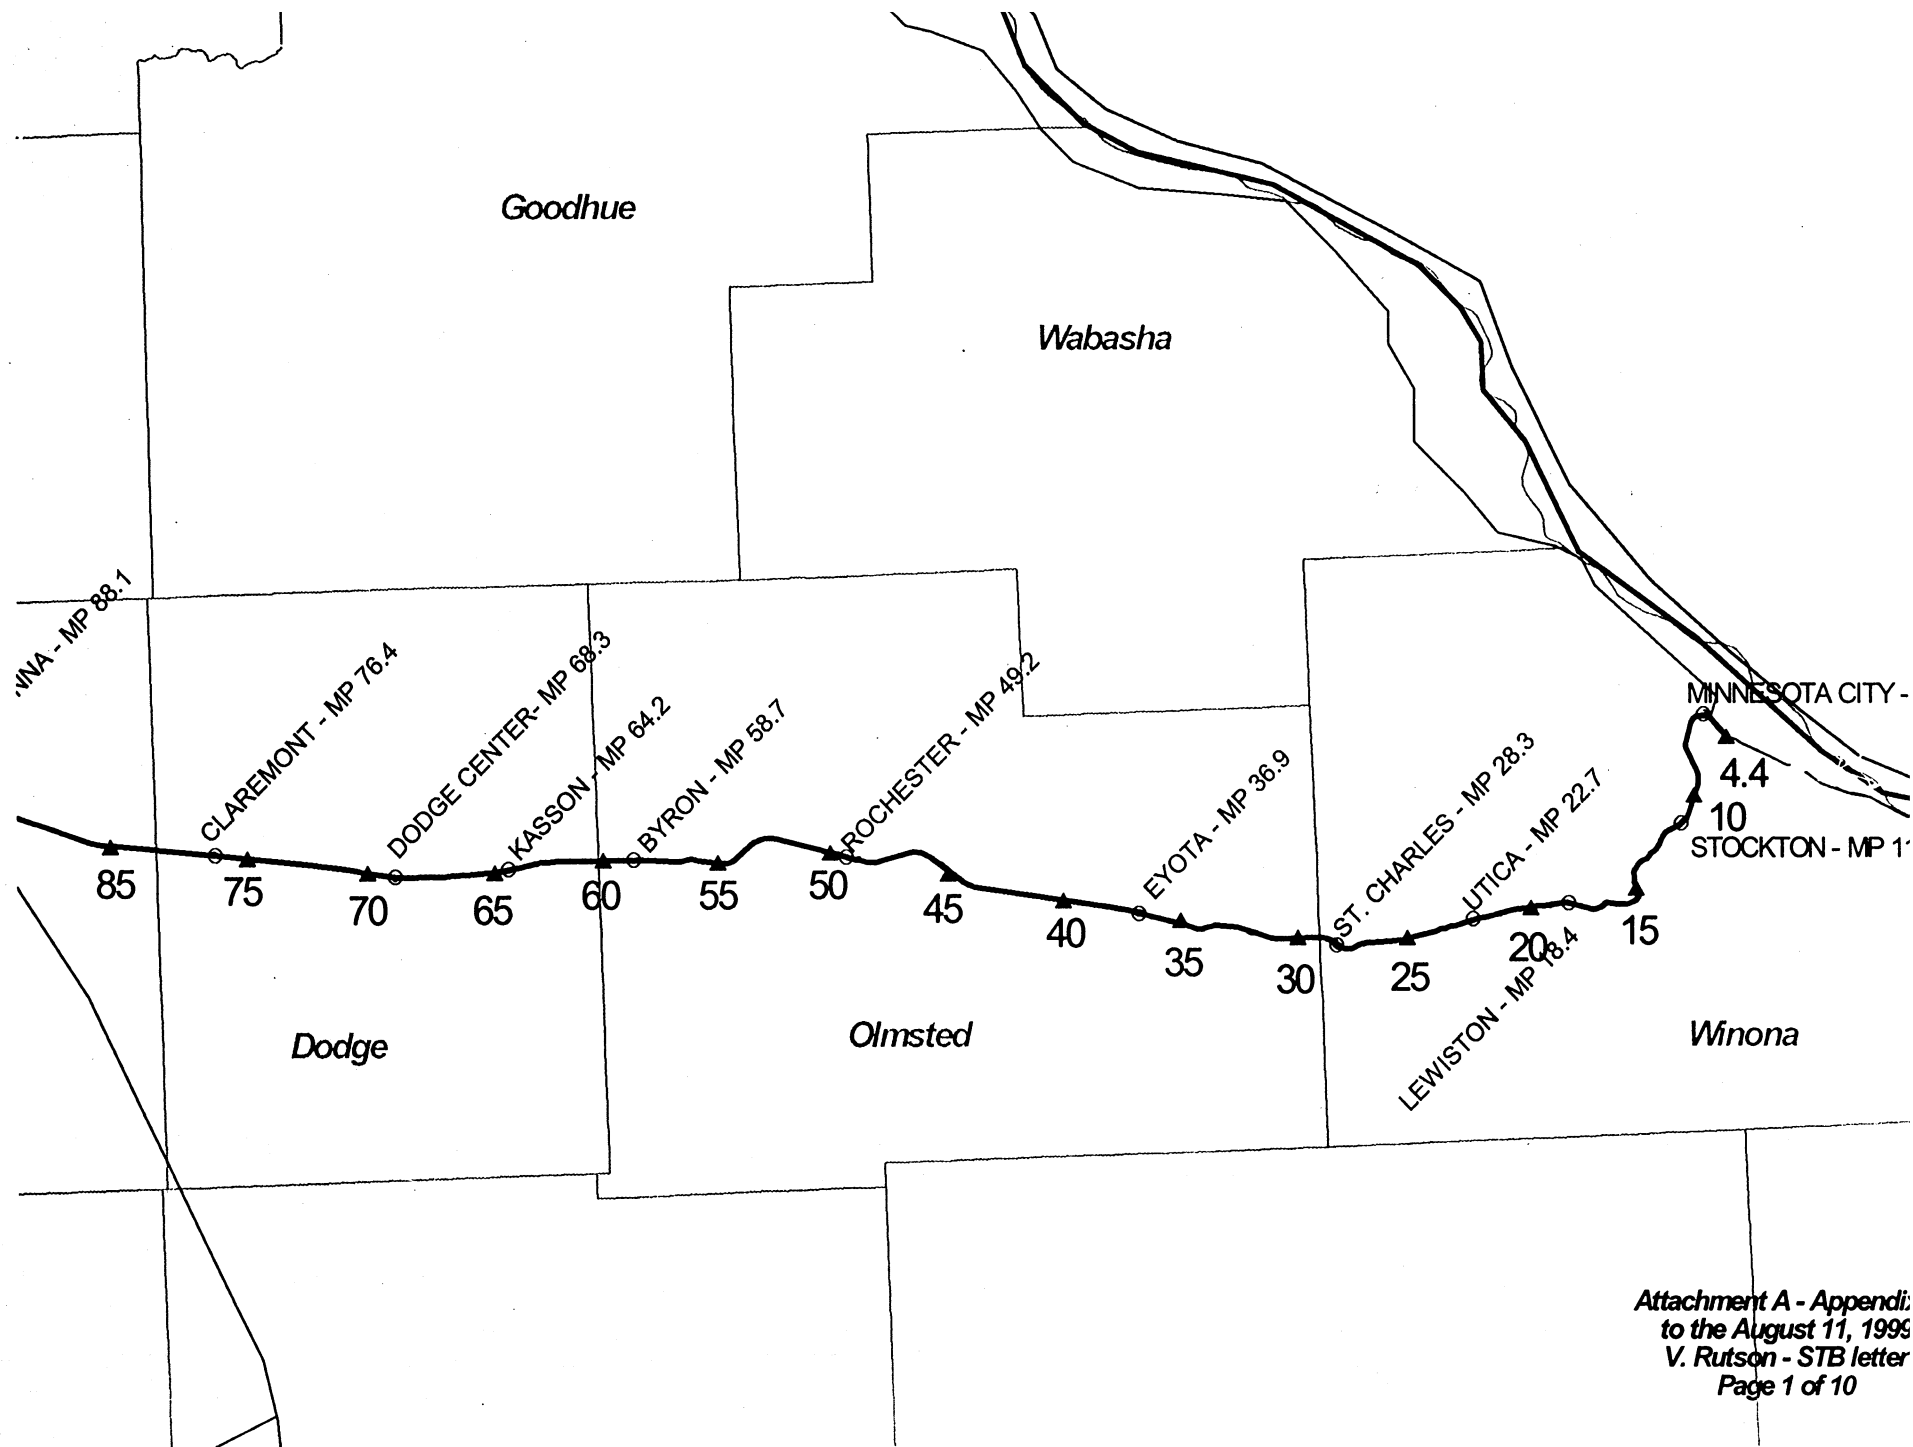 Goodhue
Wabasha
NNA - MP 88.1
CLAREMONT - MP 76.4
DODGE CENTER- MP 68.3
KASSON - MP 64.2
BYRON - MP 58.7
ROCHESTER - MP 49.2
EYOTA - MP 36.9
ST. CHARLES - MP 28.3
UTICA - MP 22.7
LEWISTON - MP 18.4
MINNESOTA CITY -
4.4
10
STOCKTON - MP 11
85
75
70
65
60
55
50
45
40
35
30
25
20
15
Dodge
Olmsted
Winona
Attachment A - Appendix
to the August 11, 1999
V. Rutson - STB letter
Page 1 of 10